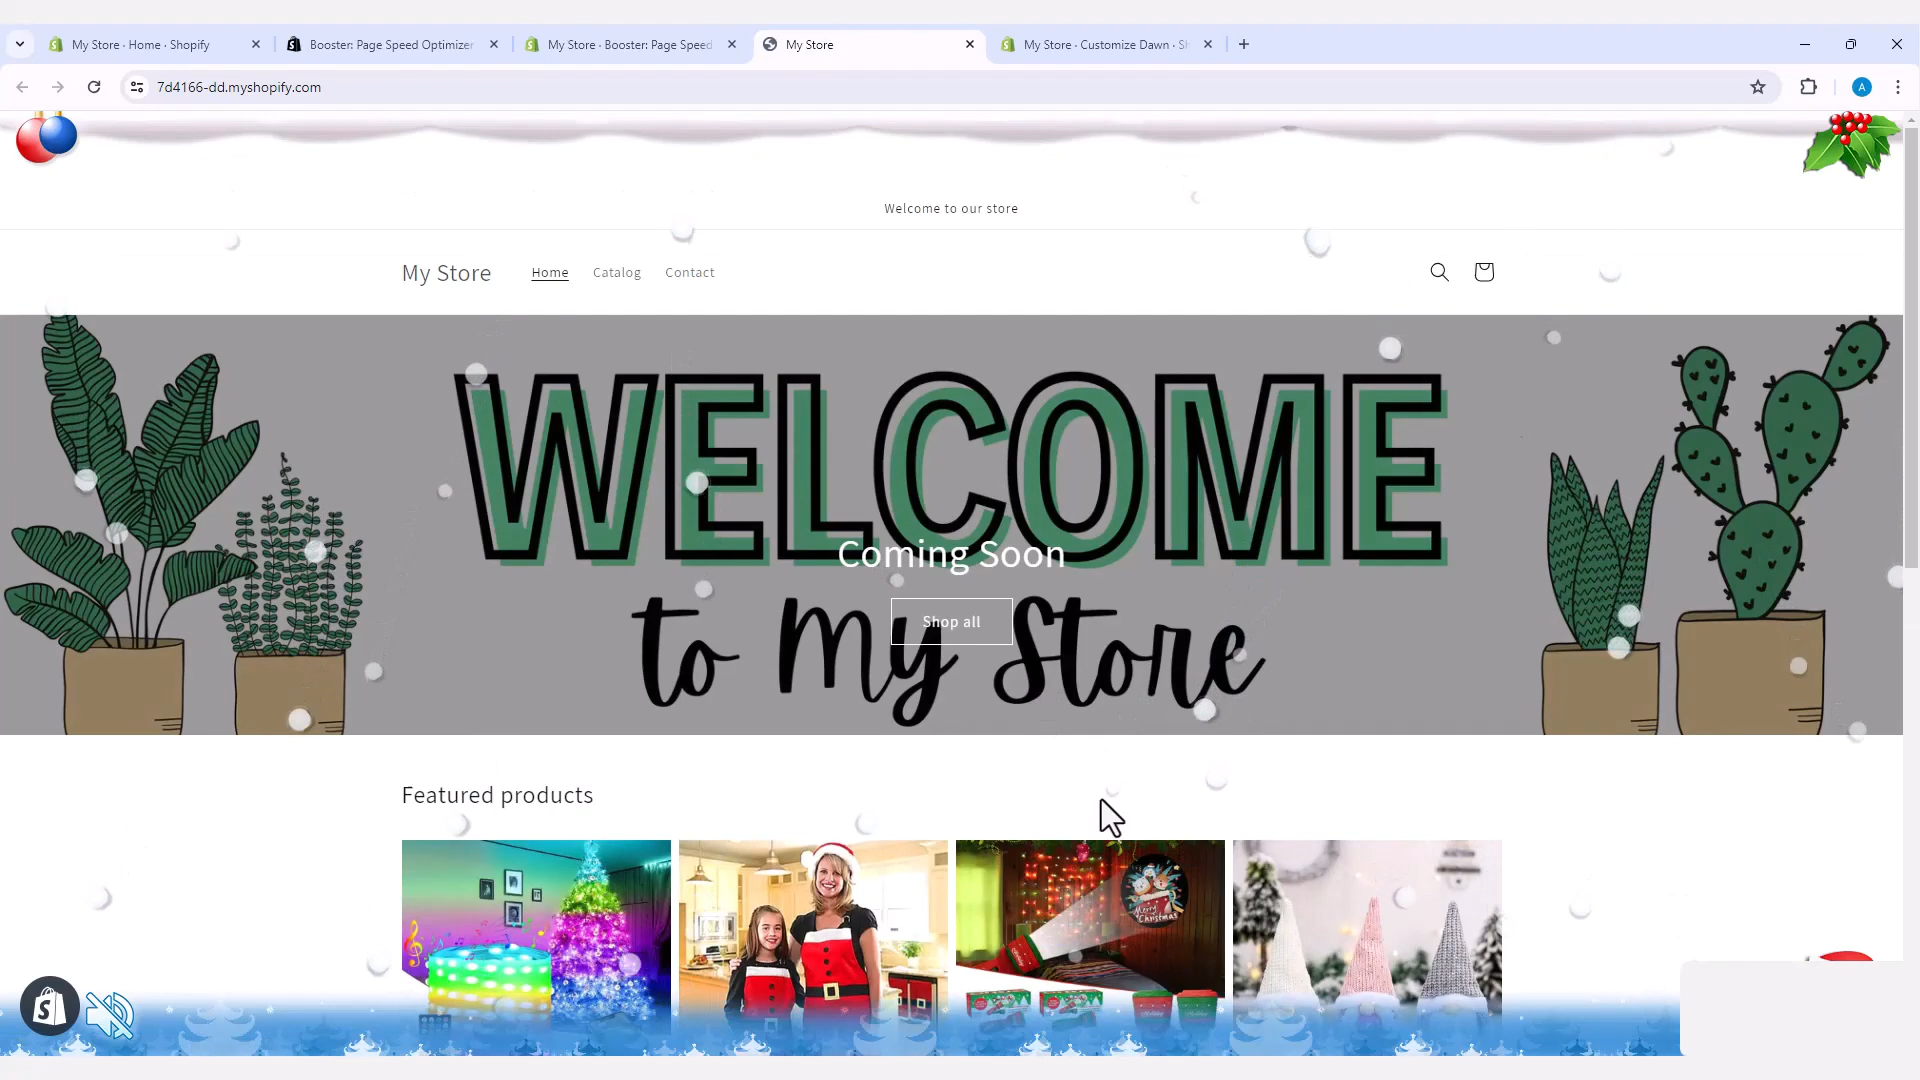 My Store · Home · Shopify
Booster: Page Speed Optimizer
My Store · Booster: Page Speed
My Store
My Store · Customize Dawn · Sh
7d4166-dd.myshopify.com
A
Welcome to our store
My Store
Home
Catalog
Contact
WELCOME
Coming Soon
to My Store
Shop all
Featured products
Merry Christmas